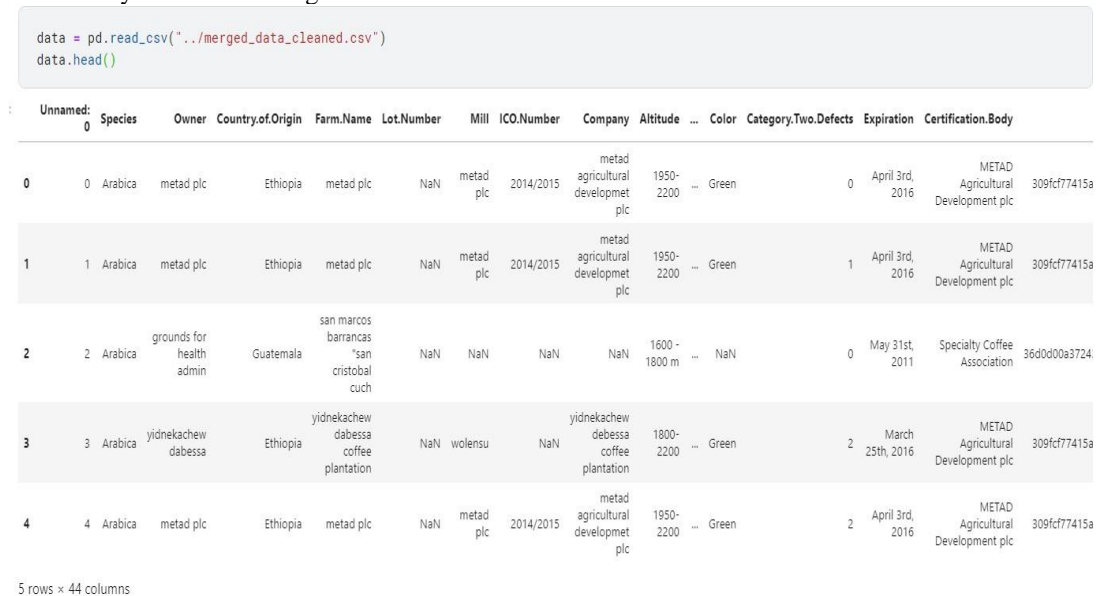 data = pd.read_csv("../merged_data_cleaned.csv")
data.head()
Unnamed: 0 Species Owner Country.of.Origin Farm.Name Lot.Number Mill ICO.Number Company Altitude ... Color Category.Two.Defects Expiration Certification.Body
0 0 Arabica metad plc Ethiopia metad plc NaN metad plc 2014/2015 metad agricultural developmet plc 1950-2200 ... Green 0 April 3rd, 2016 METAD Agricultural Development plc 309fcf77415a
1 1 Arabica metad plc Ethiopia metad plc NaN metad plc 2014/2015 metad agricultural developmet plc 1950-2200 ... Green 1 April 3rd, 2016 METAD Agricultural Development plc 309fcf77415a
2 2 Arabica grounds for health admin Guatemala san marcos barrancas "san cristobal cuch NaN NaN NaN NaN 1600 - 1800 m ... NaN 0 May 31st, 2011 Specialty Coffee Association 36d0d00a3724
3 3 Arabica yidnekachew dabessa Ethiopia yidnekachew dabessa coffee plantation NaN wolensu NaN yidnekachew debessa coffee plantation 1800-2200 ... Green 2 March 25th, 2016 METAD Agricultural Development plc 309fcf77415a
4 4 Arabica metad plc Ethiopia metad plc NaN metad plc 2014/2015 metad agricultural developmet plc 1950-2200 ... Green 2 April 3rd, 2016 METAD Agricultural Development plc 309fcf77415a
5 rows × 44 columns